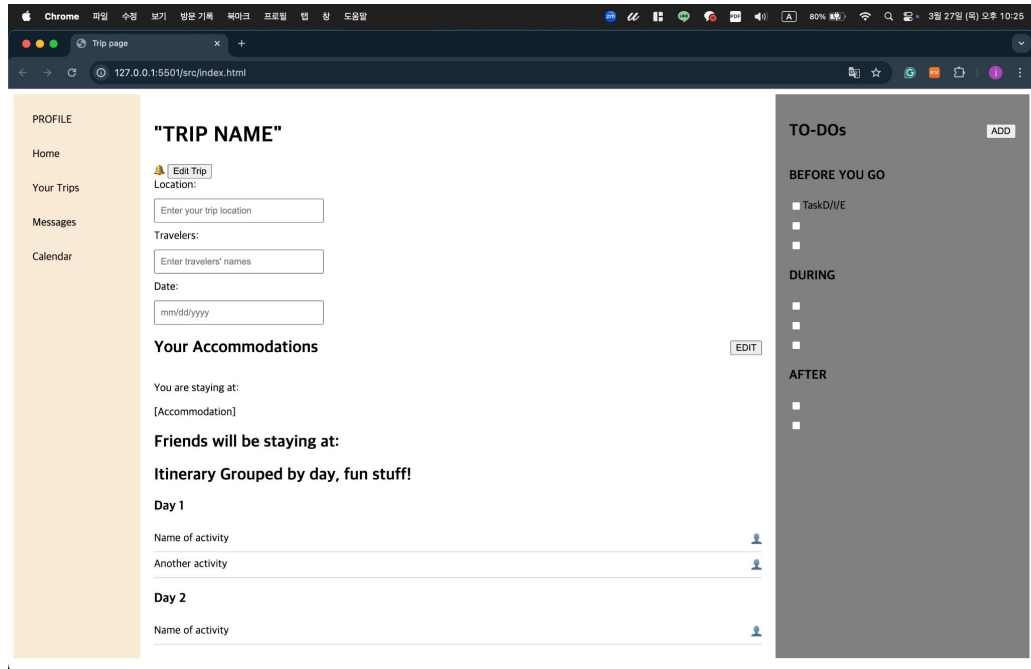 Chrome 파일 수정 보기 방문 기록 북마크 프로필 탭 창 도움말 zm LINE PDF A 80% 3월 27일 (목) 오후 10:25
Trip page
127.0.0.1:5501/src/index.html
PROFILE
Home
Your Trips
Messages
Calendar
"TRIP NAME"
Edit Trip
Location:
Enter your trip location
Travelers:
Enter travelers' names
Date:
mm/dd/yyyy
Your Accommodations EDIT
You are staying at:
[Accommodation]
Friends will be staying at:
Itinerary Grouped by day, fun stuff!
Day 1
Name of activity
Another activity
Day 2
Name of activity
TO-DOs ADD
BEFORE YOU GO
TaskD/I/E
DURING
AFTER